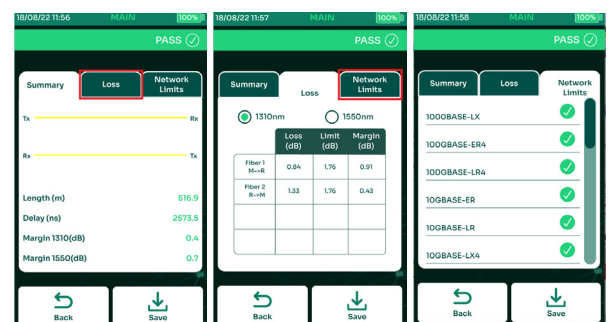 18/08/22 11:56 MAIN 100%
PASS
Summary Loss Network Limits
Tx Rx
Rx Tx
Length (m) 516.9
Delay (ns) 2573.5
Margin 1310(dB) 0.4
Margin 1550(dB) 0.7
Back Save
18/08/22 11:57 MAIN 100%
PASS
Summary Loss Network Limits
1310nm 1550nm
Loss (dB) Limit (dB) Margin (dB)
Fiber 1 M->R 0.84 1.76 0.91
Fiber 2 R->M 1.33 1.76 0.43
Back Save
18/08/22 11:58 MAIN 100%
PASS
Summary Loss Network Limits
1000BASE-LX
100GBASE-ER4
100GBASE-LR4
10GBASE-ER
10GBASE-LR
10GBASE-LX4
Back Save